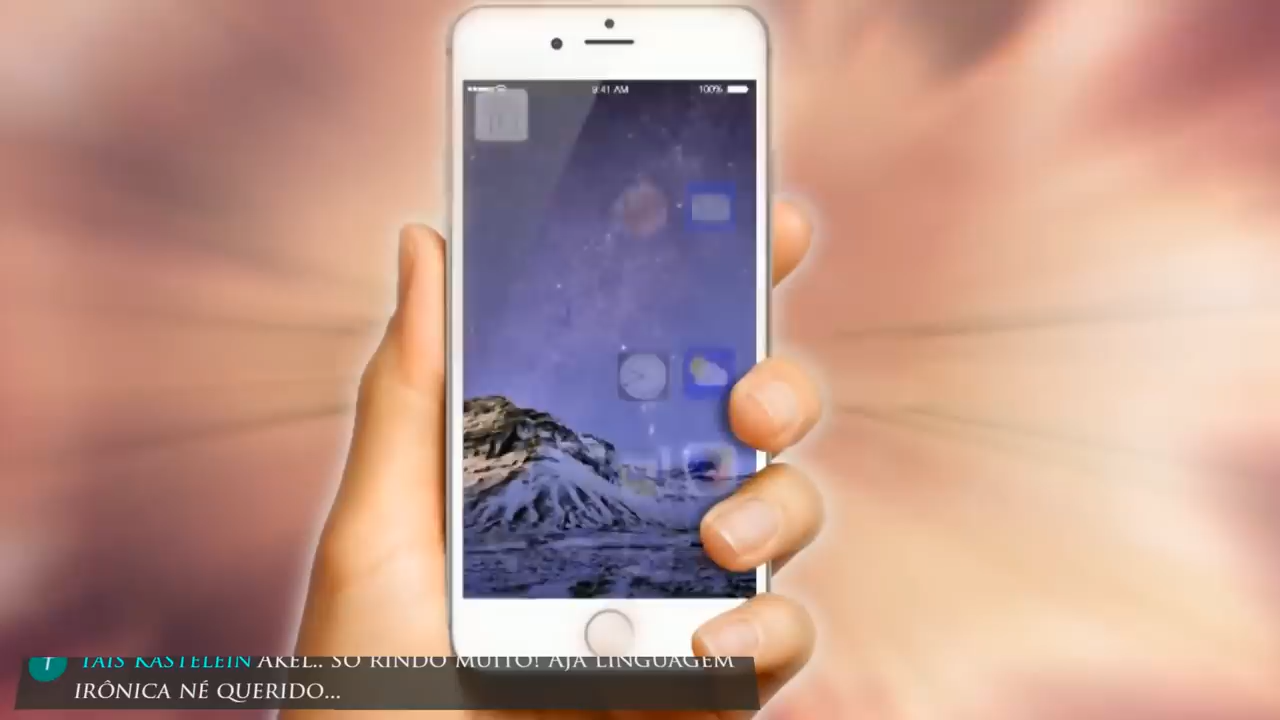 9:41 AM 100%
T TAIS KASTELEIN AKEL.. SÓ RINDO MUITO! AJA LINGUAGEM
IRÔNICA NÉ QUERIDO...